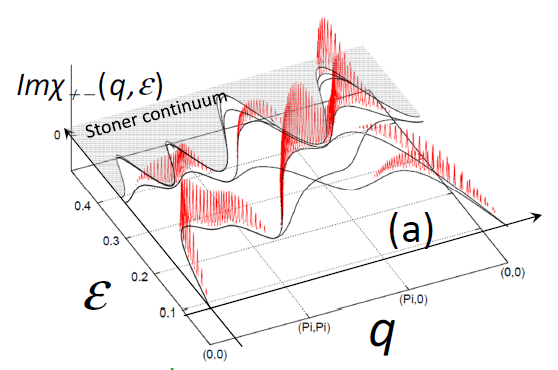 Imχ₊₋(q,ε)
0
Stoner continuum
0.4
0.3
0.2
0.1
ε
(a)
(0,0)
(Pi,Pi)
(Pi,0)
(0,0)
q